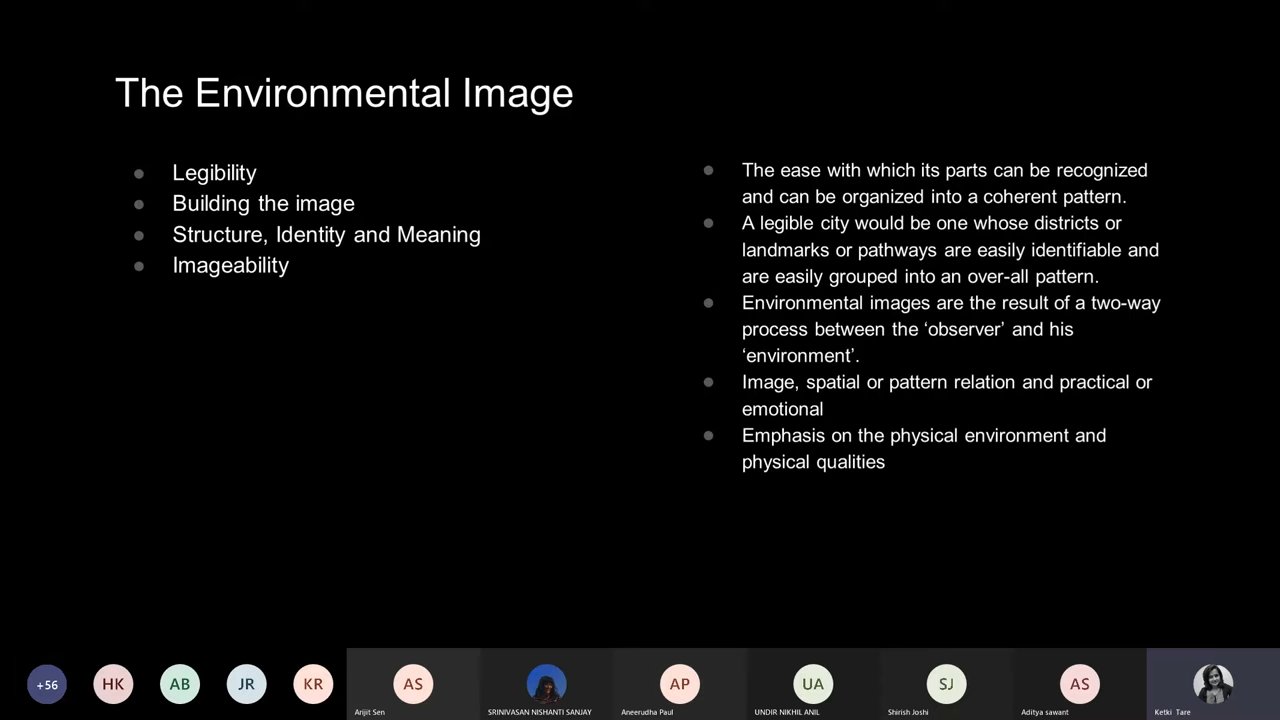 The Environmental Image
Legibility
Building the image
Structure, Identity and Meaning
Imageability
The ease with which its parts can be recognized
and can be organized into a coherent pattern.
A legible city would be one whose districts or
landmarks or pathways are easily identifiable and
are easily grouped into an over-all pattern.
Environmental images are the result of a two-way
process between the ‘observer’ and his
‘environment’.
Image, spatial or pattern relation and practical or
emotional
Emphasis on the physical environment and
physical qualities
+56
HK
AB
JR
KR
AS
AP
UA
SJ
AS
Arijit Sen
SRINIVASAN NISHANTI SANJAY
Aneerudha Paul
UNDIR NIKHIL ANIL
Shirish Joshi
Aditya sawant
Ketki Tare